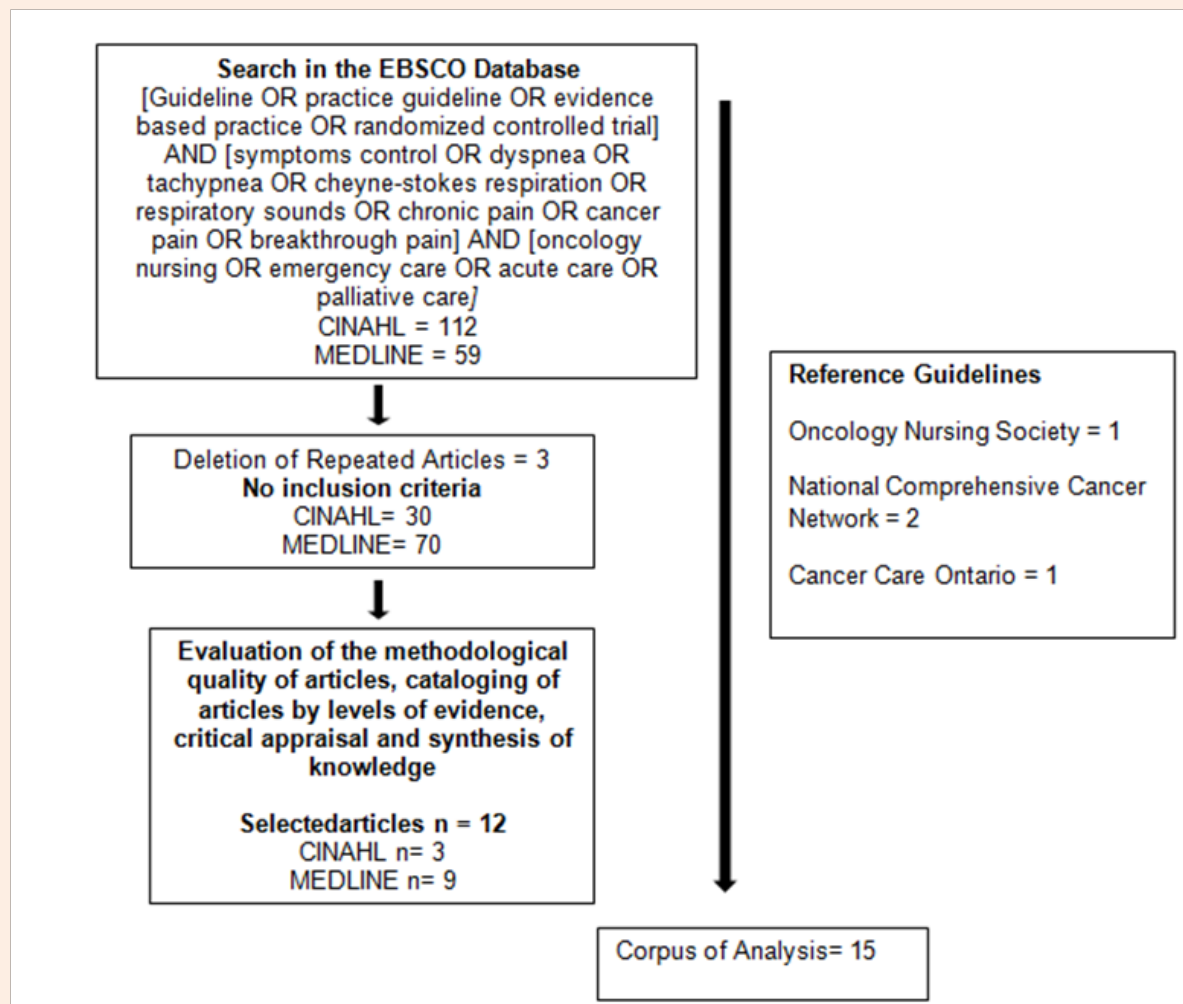 Search in the EBSCO Database
[Guideline OR practice guideline OR evidence
based practice OR randomized controlled trial]
AND [symptoms control OR dyspnea OR
tachypnea OR cheyne-stokes respiration OR
respiratory sounds OR chronic pain OR cancer
pain OR breakthrough pain] AND [oncology
nursing OR emergency care OR acute care OR
palliative care]
CINAHL = 112
MEDLINE = 59
Deletion of Repeated Articles = 3
No inclusion criteria
CINAHL= 30
MEDLINE= 70
Evaluation of the methodological
quality of articles, cataloging of
articles by levels of evidence,
critical appraisal and synthesis of
knowledge
Selectedarticles n = 12
CINAHL n= 3
MEDLINE n= 9
Reference Guidelines
Oncology Nursing Society = 1
National Comprehensive Cancer
Network = 2
Cancer Care Ontario = 1
Corpus of Analysis= 15